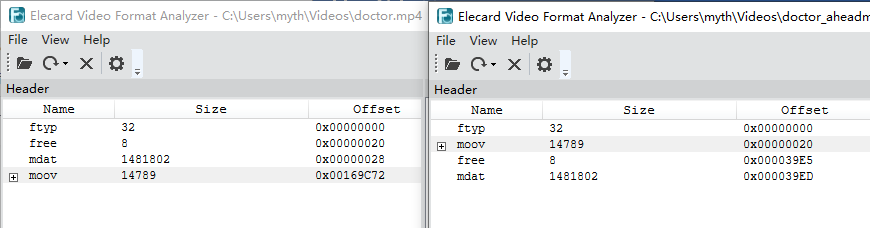 Elecard Video Format Analyzer - C:\Users\myth\Videos\doctor.mp4
File View Help
Header
Name Size Offset
ftyp 32 0x00000000
free 8 0x00000020
mdat 1481802 0x00000028
moov 14789 0x00169C72
Elecard Video Format Analyzer - C:\Users\myth\Videos\doctor_aheadm
File View Help
Header
Name Size Offset
ftyp 32 0x00000000
moov 14789 0x00000020
free 8 0x000039E5
mdat 1481802 0x000039ED